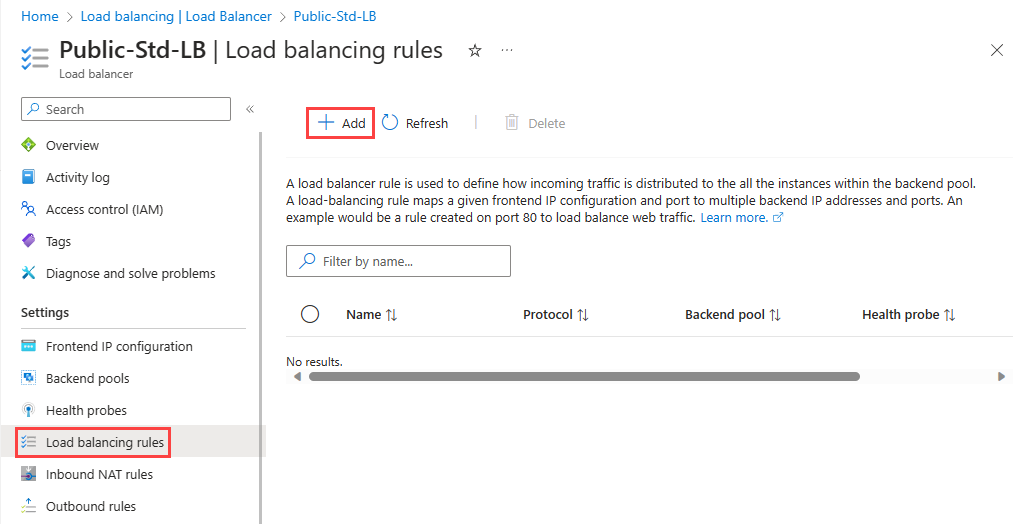 Home > Load balancing | Load Balancer > Public-Std-LB
Public-Std-LB | Load balancing rules ☆ ···
Load balancer
Search
«
Overview
Activity log
Access control (IAM)
Tags
Diagnose and solve problems
Settings
Frontend IP configuration
Backend pools
Health probes
Load balancing rules
Inbound NAT rules
Outbound rules
+ Add Refresh | Delete
A load balancer rule is used to define how incoming traffic is distributed to the all the instances within the backend pool.
A load-balancing rule maps a given frontend IP configuration and port to multiple backend IP addresses and ports. An
example would be a rule created on port 80 to load balance web traffic. Learn more.
Filter by name...
Name ↑↓ Protocol ↑↓ Backend pool ↑↓ Health probe ↑↓
No results.